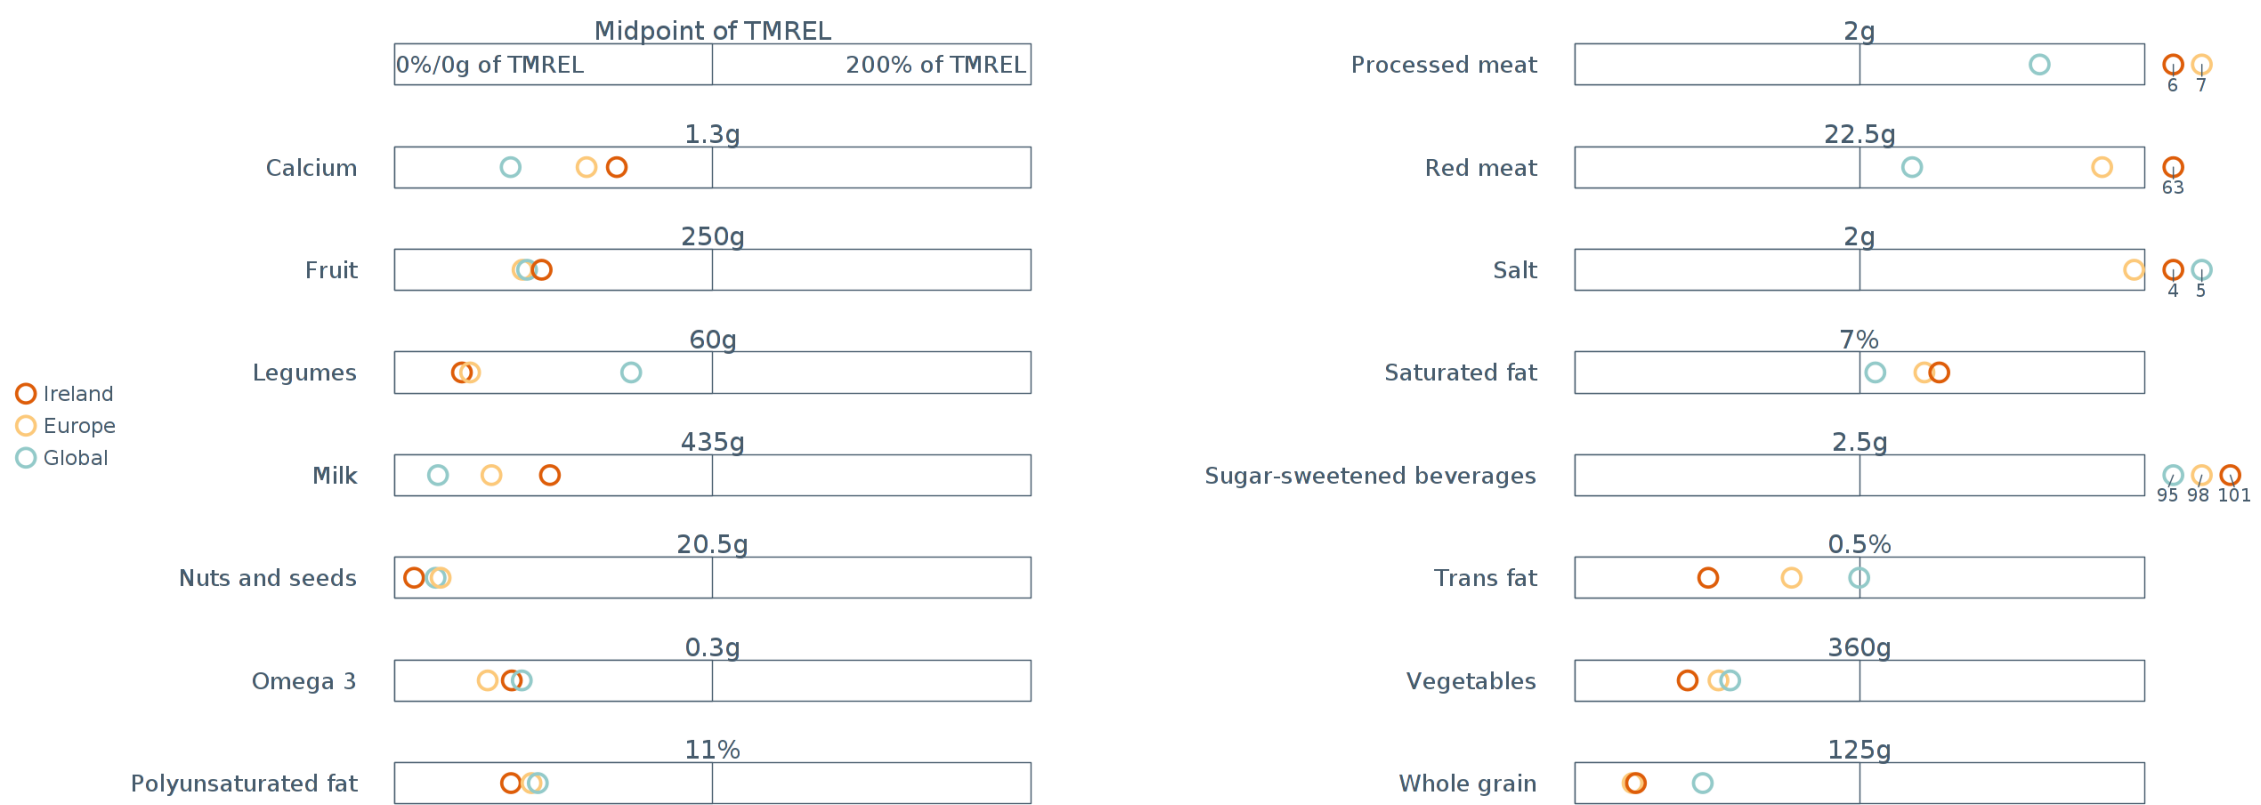 Midpoint of TMREL
0%/0g of TMREL
200% of TMREL
1.3g
Calcium
250g
Fruit
60g
Legumes
435g
Milk
20.5g
Nuts and seeds
0.3g
Omega 3
11%
Polyunsaturated fat
Ireland
Europe
Global
2g
Processed meat
6 7
22.5g
Red meat
63
2g
Salt
4 5
7%
Saturated fat
2.5g
Sugar-sweetened beverages
95 98 101
0.5%
Trans fat
360g
Vegetables
125g
Whole grain